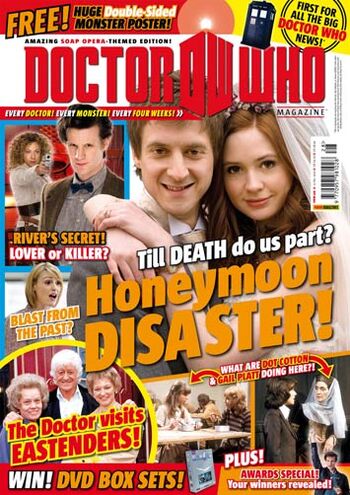 FREE! HUGE Double-Sided
MONSTER POSTER!
FIRST FOR
ALL THE BIG
DOCTOR WHO
NEWS!
AMAZING SOAP OPERA-THEMED EDITION!
DOCTOR WHO
MAGAZINE
EVERY DOCTOR! EVERY MONSTER! EVERY FOUR WEEKS!
RIVER'S SECRET!
LOVER or KILLER?
Till DEATH do us part?
Honeymoon
DISASTER!
BLAST FROM
THE PAST?
WHAT ARE DOT COTTON
& GAIL PLATT DOING HERE?!
The Doctor visits
EASTENDERS!
WIN! DVD BOX SETS!
PLUS!
AWARDS SPECIAL!
Your winners revealed!